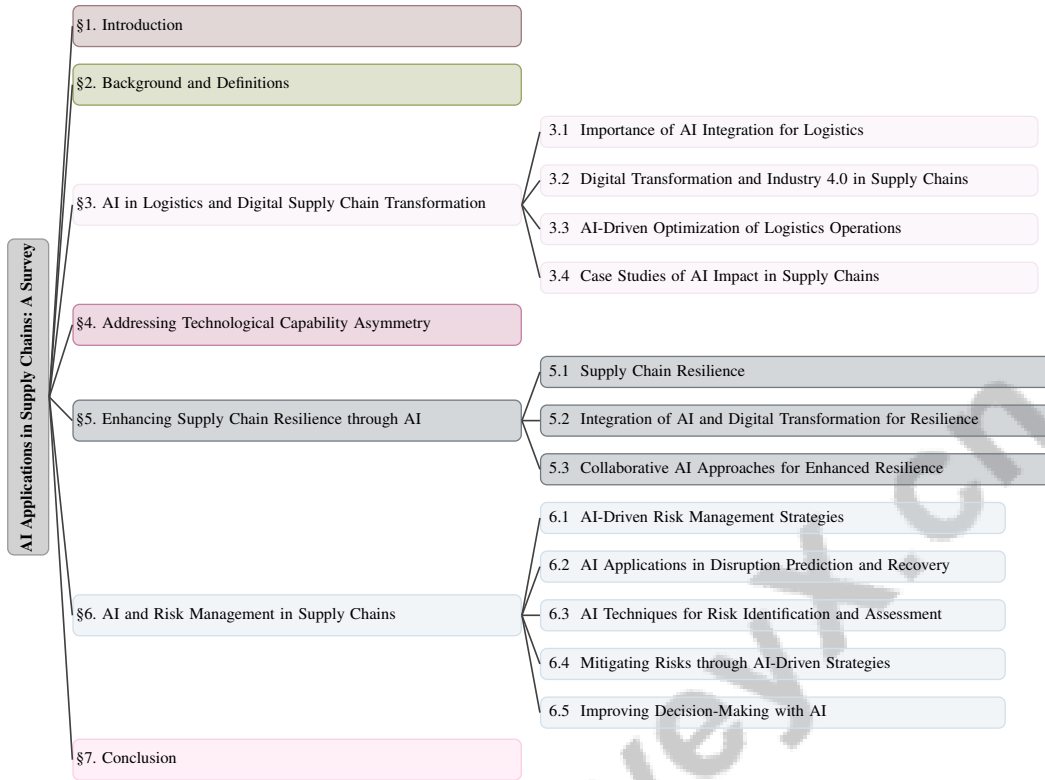 AI Applications in Supply Chains: A Survey
§1. Introduction
§2. Background and Definitions
§3. AI in Logistics and Digital Supply Chain Transformation
3.1 Importance of AI Integration for Logistics
3.2 Digital Transformation and Industry 4.0 in Supply Chains
3.3 AI-Driven Optimization of Logistics Operations
3.4 Case Studies of AI Impact in Supply Chains
§4. Addressing Technological Capability Asymmetry
§5. Enhancing Supply Chain Resilience through AI
5.1 Supply Chain Resilience
5.2 Integration of AI and Digital Transformation for Resilience
5.3 Collaborative AI Approaches for Enhanced Resilience
§6. AI and Risk Management in Supply Chains
6.1 AI-Driven Risk Management Strategies
6.2 AI Applications in Disruption Prediction and Recovery
6.3 AI Techniques for Risk Identification and Assessment
6.4 Mitigating Risks through AI-Driven Strategies
6.5 Improving Decision-Making with AI
§7. Conclusion